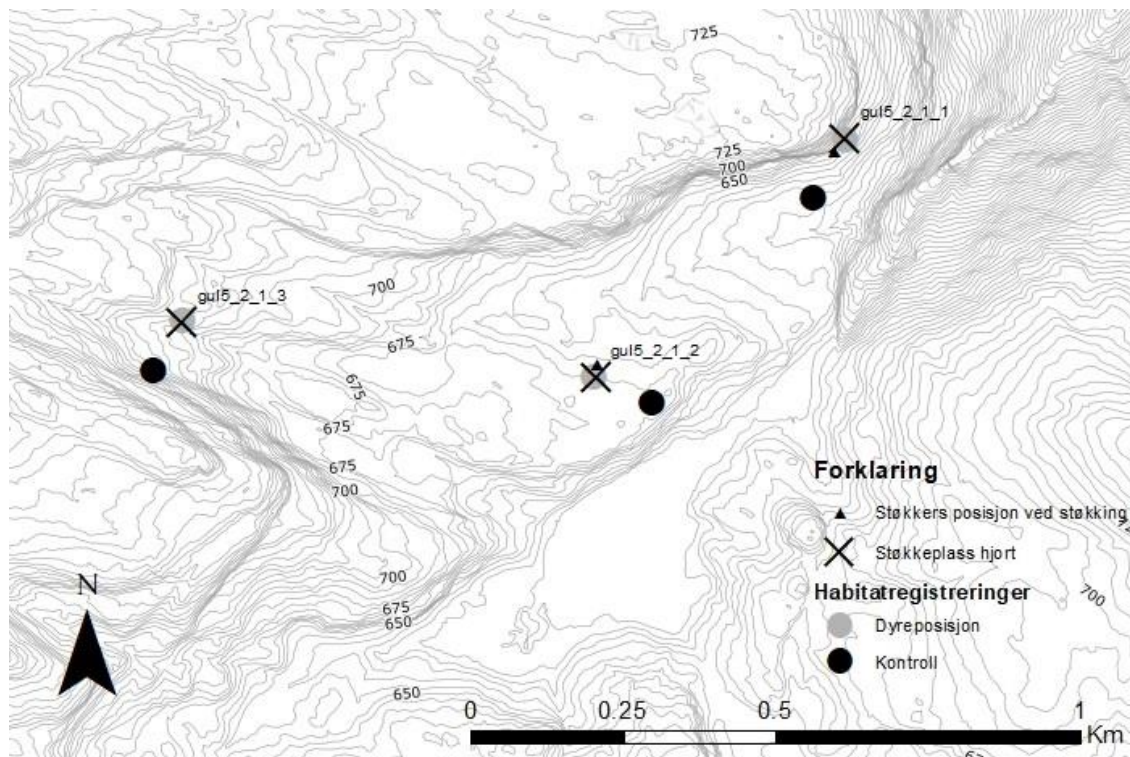 725
gul5_2_1_1
725
700
650
gul5_2_1_3
700
675
675
gul5_2_1_2
675
675
700
Forklaring
Støkkers posisjon ved støkking
Støkkeplass hjort
Habitatregistreringer
Dyreposisjon
Kontroll
700
N
700
675
650
650
0 0.25 0.5 1
Km